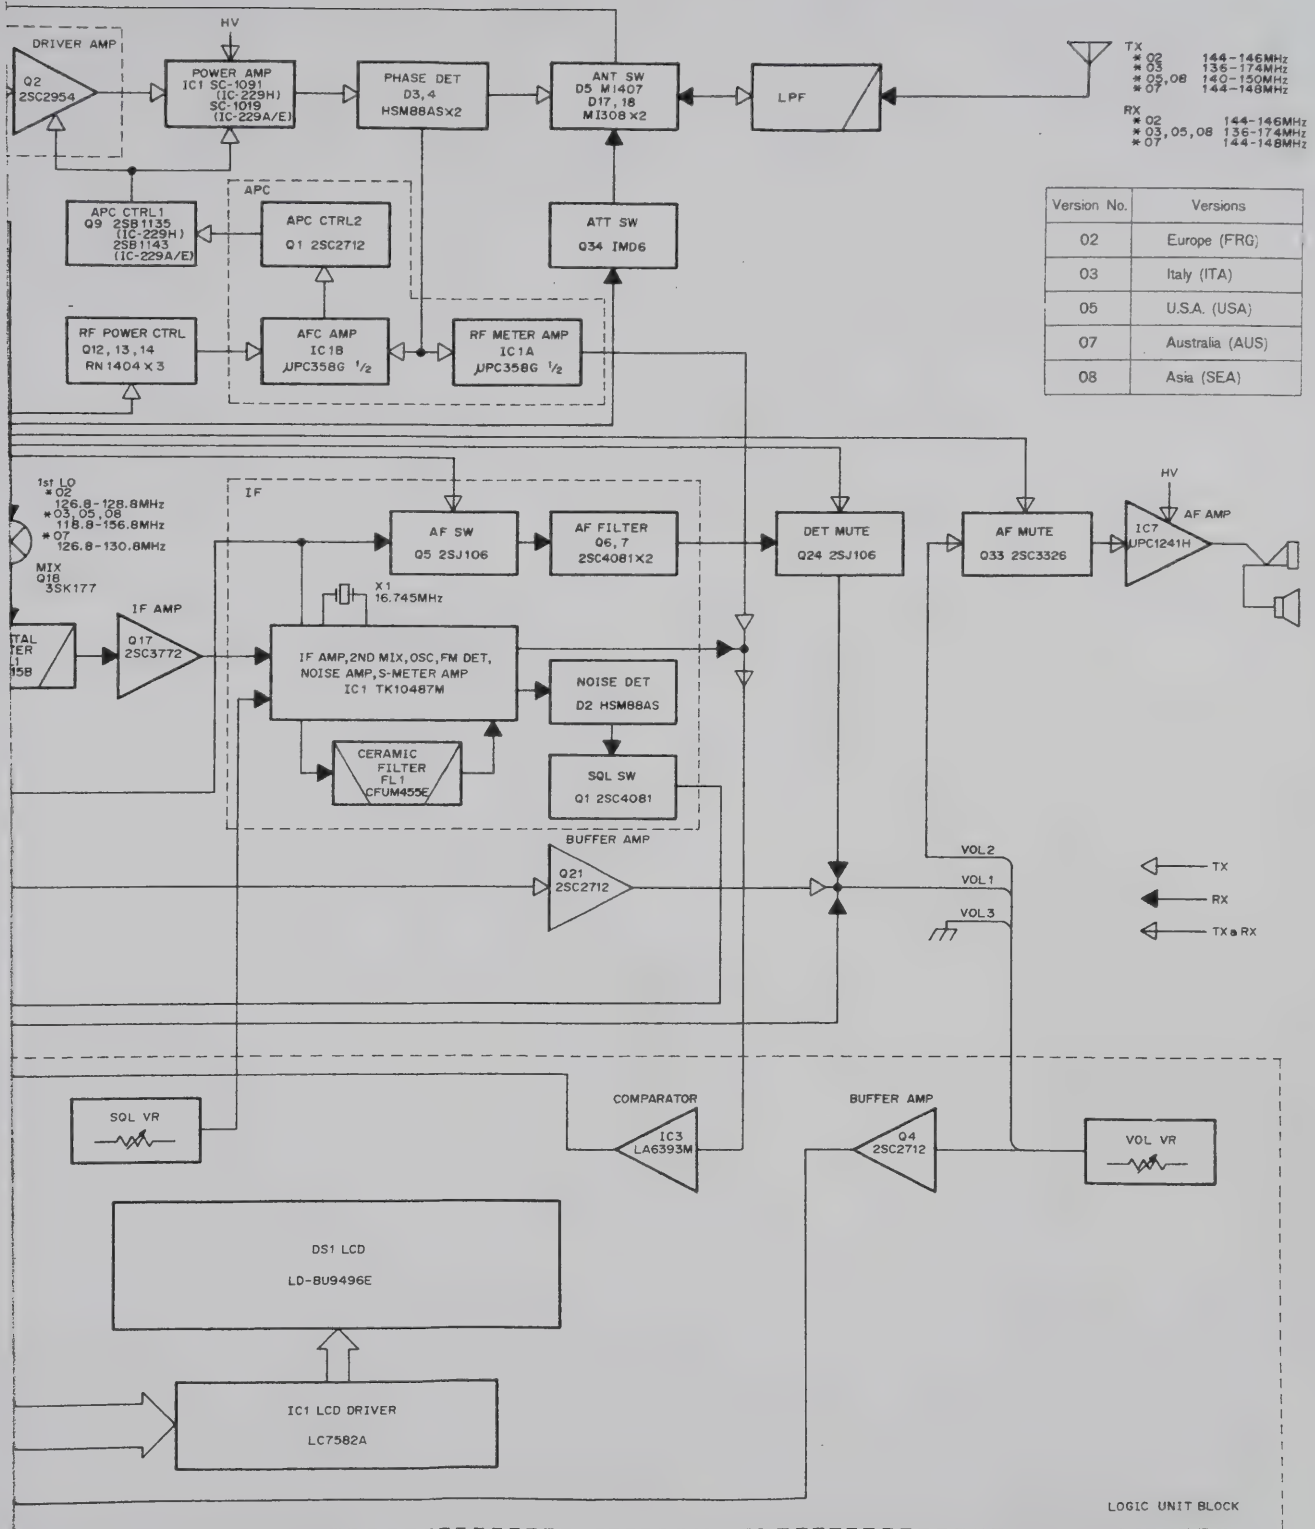 HV
DRIVER AMP
Q2
2SC2954
POWER AMP
IC1 SC-1091
(IC-229H)
SC-1019
(IC-229A/E)
PHASE DET
D3,4
HSM88AS×2
ANT SW
D5 MI407
D17,18
MI308×2
LPF
TX
*02 144-146MHz
*03 136-174MHz
*05,08 140-150MHz
*07 144-148MHz
RX
*02 144-146MHz
*03,05,08 136-174MHz
*07 144-148MHz
APC
APC CTRL1
Q9 2SB1135
(IC-229H)
2SB1143
(IC-229A/E)
APC CTRL2
Q1 2SC2712
ATT SW
Q34 IMD6
Version No. Versions
02 Europe (FRG)
03 Italy (ITA)
05 U.S.A. (USA)
07 Australia (AUS)
08 Asia (SEA)
RF POWER CTRL
Q12,13,14
RN1404×3
AFC AMP
IC1B
μPC358G 1/2
RF METER AMP
IC1A
μPC358G 1/2
1st LO
*02
126.8-128.8MHz
*03,05,08
118.8-156.8MHz
*07
126.8-130.8MHz
MIX
Q18
3SK177
IF
AF SW
Q5 2SJ106
AF FILTER
Q6,7
2SC4081×2
DET MUTE
Q24 2SJ106
AF MUTE
Q33 2SC3326
HV
AF AMP
IC7
UPC1241H
X1
16.745MHz
IF AMP
Q17
2SC3772
TAL
TER
1
15B
IF AMP,2ND MIX,OSC,FM DET,
NOISE AMP,S-METER AMP
IC1 TK10487M
NOISE DET
D2 HSM88AS
CERAMIC
FILTER
FL1
CFUM455E
SQL SW
Q1 2SC4081
BUFFER AMP
Q21
2SC2712
VOL2
VOL1
VOL3
TX
RX
TX&RX
SQL VR
COMPARATOR
IC3
LA6393M
BUFFER AMP
Q4
2SC2712
VOL VR
DS1 LCD
LD-BU9496E
IC1 LCD DRIVER
LC7582A
LOGIC UNIT BLOCK